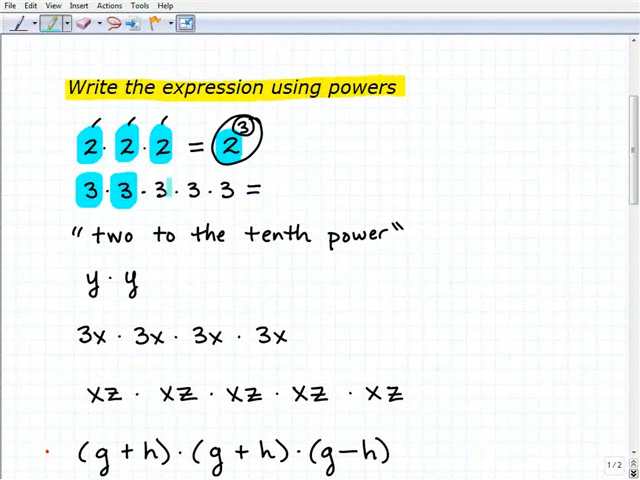 File Edit View Insert Actions Tools Help
Write the expression using powers
2 · 2 · 2 = 2³
3 · 3 · 3 · 3 · 3 =
"two to the tenth power"
y · y
3x · 3x · 3x · 3x
xz · xz · xz · xz · xz
(g + h) · (g + h) · (g − h)
1/2